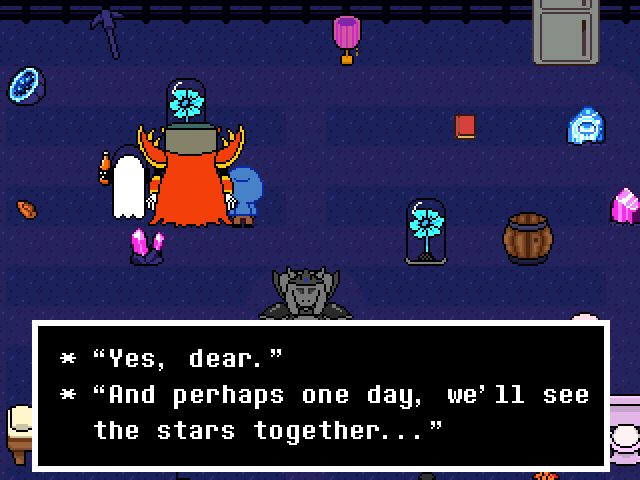 * “Yes, dear.”
* “And perhaps one day, we’ll see
the stars together...”